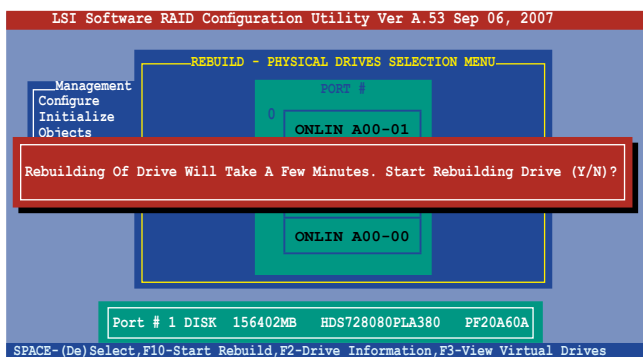 LSI Software RAID Configuration Utility Ver A.53 Sep 06, 2007
REBUILD - PHYSICAL DRIVES SELECTION MENU
Management
PORT #
Configure
0
Initialize
ONLIN A00-01
Objects
Rebuilding Of Drive Will Take A Few Minutes. Start Rebuilding Drive (Y/N)?
ONLIN A00-00
Port # 1 DISK 156402MB HDS728080PLA380 PF20A60A
SPACE-(De)Select,F10-Start Rebuild,F2-Drive Information,F3-View Virtual Drives